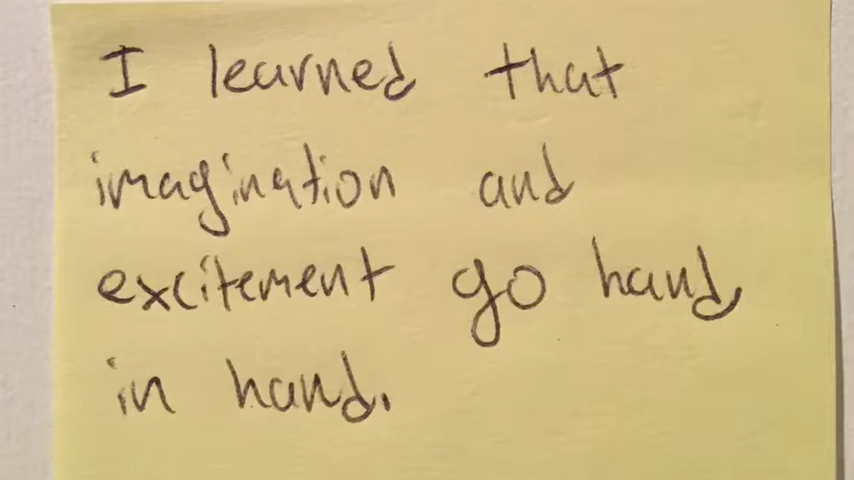 I learned that
imagination and
excitement go hand
in hand.